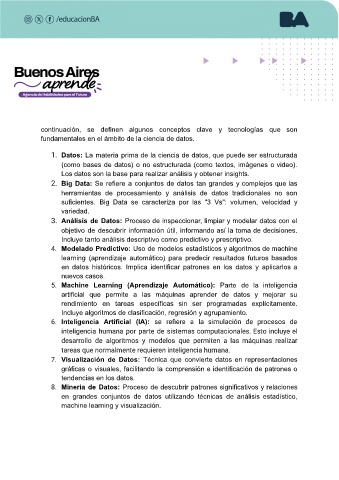 /educacionBA
BA
Buenos Aires
aprende
Agencia de Habilidades para el Futuro
continuación, se definen algunos conceptos clave y tecnologías que son
fundamentales en el ámbito de la ciencia de datos.
1. Datos: La materia prima de la ciencia de datos, que puede ser estructurada
(como bases de datos) o no estructurada (como textos, imágenes o video).
Los datos son la base para realizar análisis y obtener insights.
2. Big Data: Se refiere a conjuntos de datos tan grandes y complejos que las
herramientas de procesamiento y análisis de datos tradicionales no son
suficientes. Big Data se caracteriza por las "3 Vs": volumen, velocidad y
variedad.
3. Análisis de Datos: Proceso de inspeccionar, limpiar y modelar datos con el
objetivo de descubrir información útil, informando así la toma de decisiones.
Incluye tanto análisis descriptivo como predictivo y prescriptivo.
4. Modelado Predictivo: Uso de modelos estadísticos y algoritmos de machine
learning (aprendizaje automático) para predecir resultados futuros basados
en datos históricos. Implica identificar patrones en los datos y aplicarlos a
nuevos casos.
5. Machine Learning (Aprendizaje Automático): Parte de la inteligencia
artificial que permite a las máquinas aprender de datos y mejorar su
rendimiento en tareas específicas sin ser programadas explícitamente.
Incluye algoritmos de clasificación, regresión y agrupamiento.
6. Inteligencia Artificial (IA): se refiere a la simulación de procesos de
inteligencia humana por parte de sistemas computacionales. Esto incluye el
desarrollo de algoritmos y modelos que permiten a las máquinas realizar
tareas que normalmente requieren inteligencia humana.
7. Visualización de Datos: Técnica que convierte datos en representaciones
gráficas o visuales, facilitando la comprensión e identificación de patrones o
tendencias en los datos.
8. Minería de Datos: Proceso de descubrir patrones significativos y relaciones
en grandes conjuntos de datos utilizando técnicas de análisis estadístico,
machine learning y visualización.